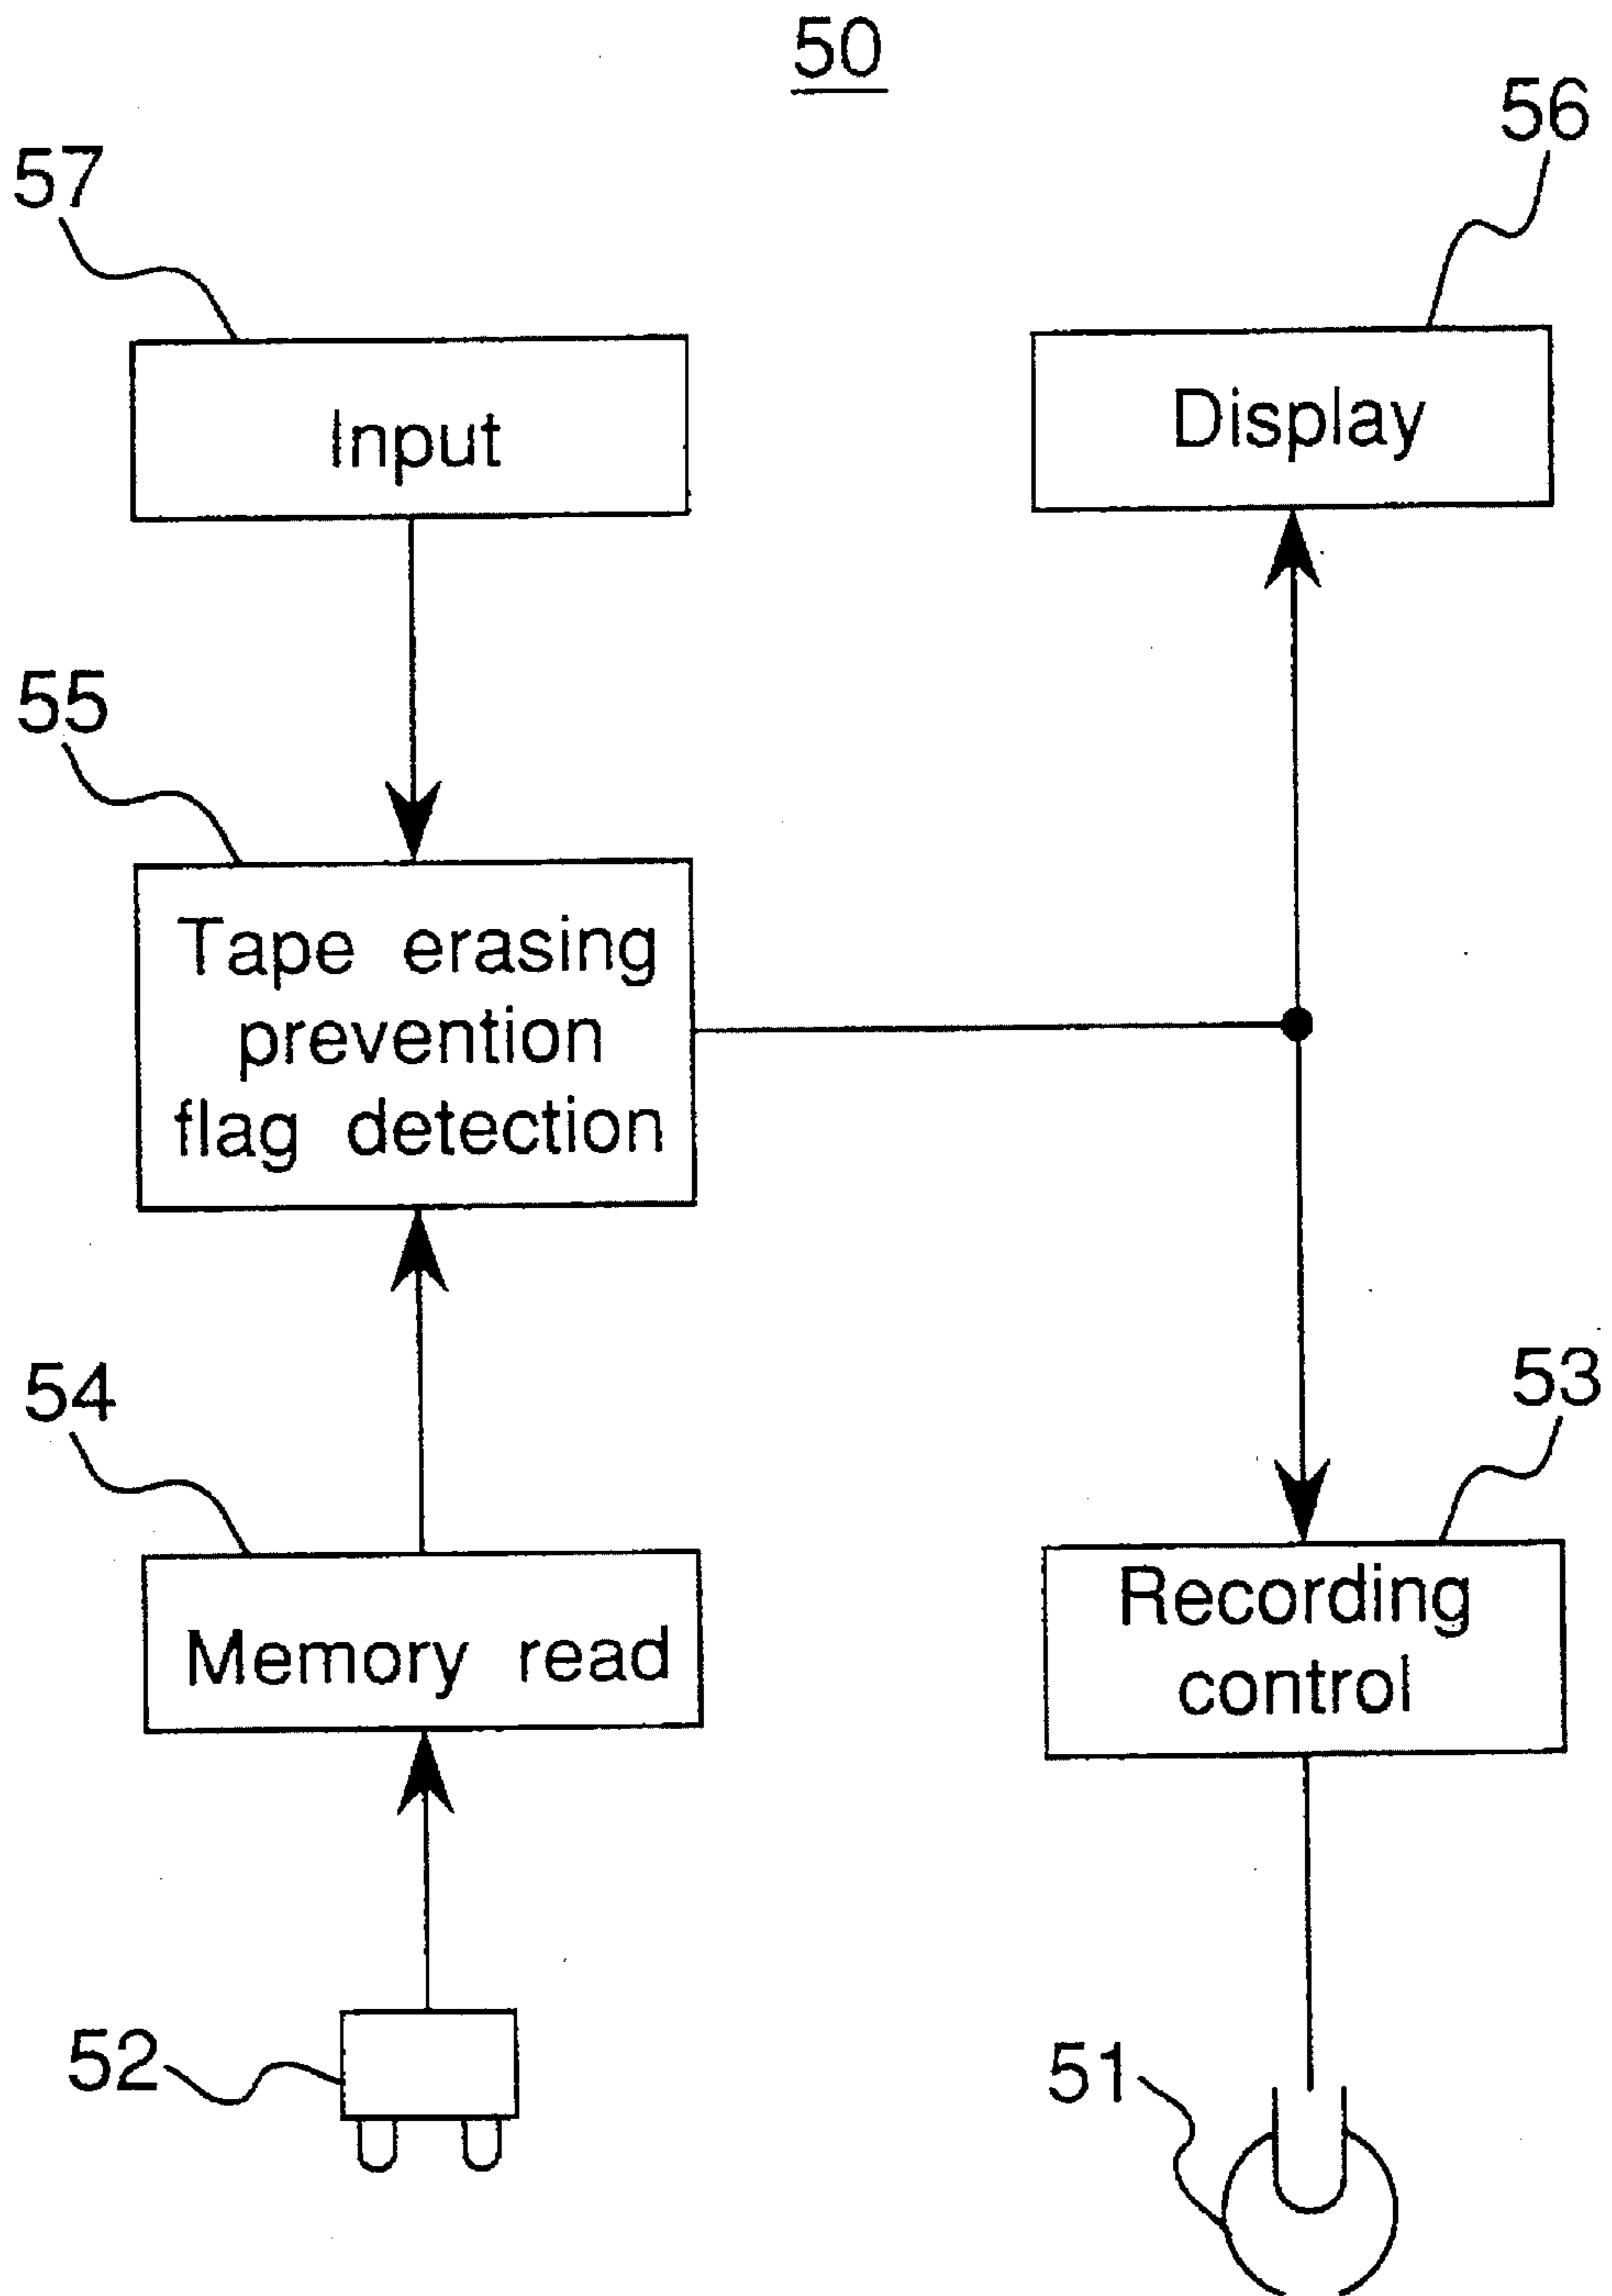 50
57
56
Input
Display
55
Tape erasing
prevention
flag detection
54
53
Memory read
Recording
control
52
51